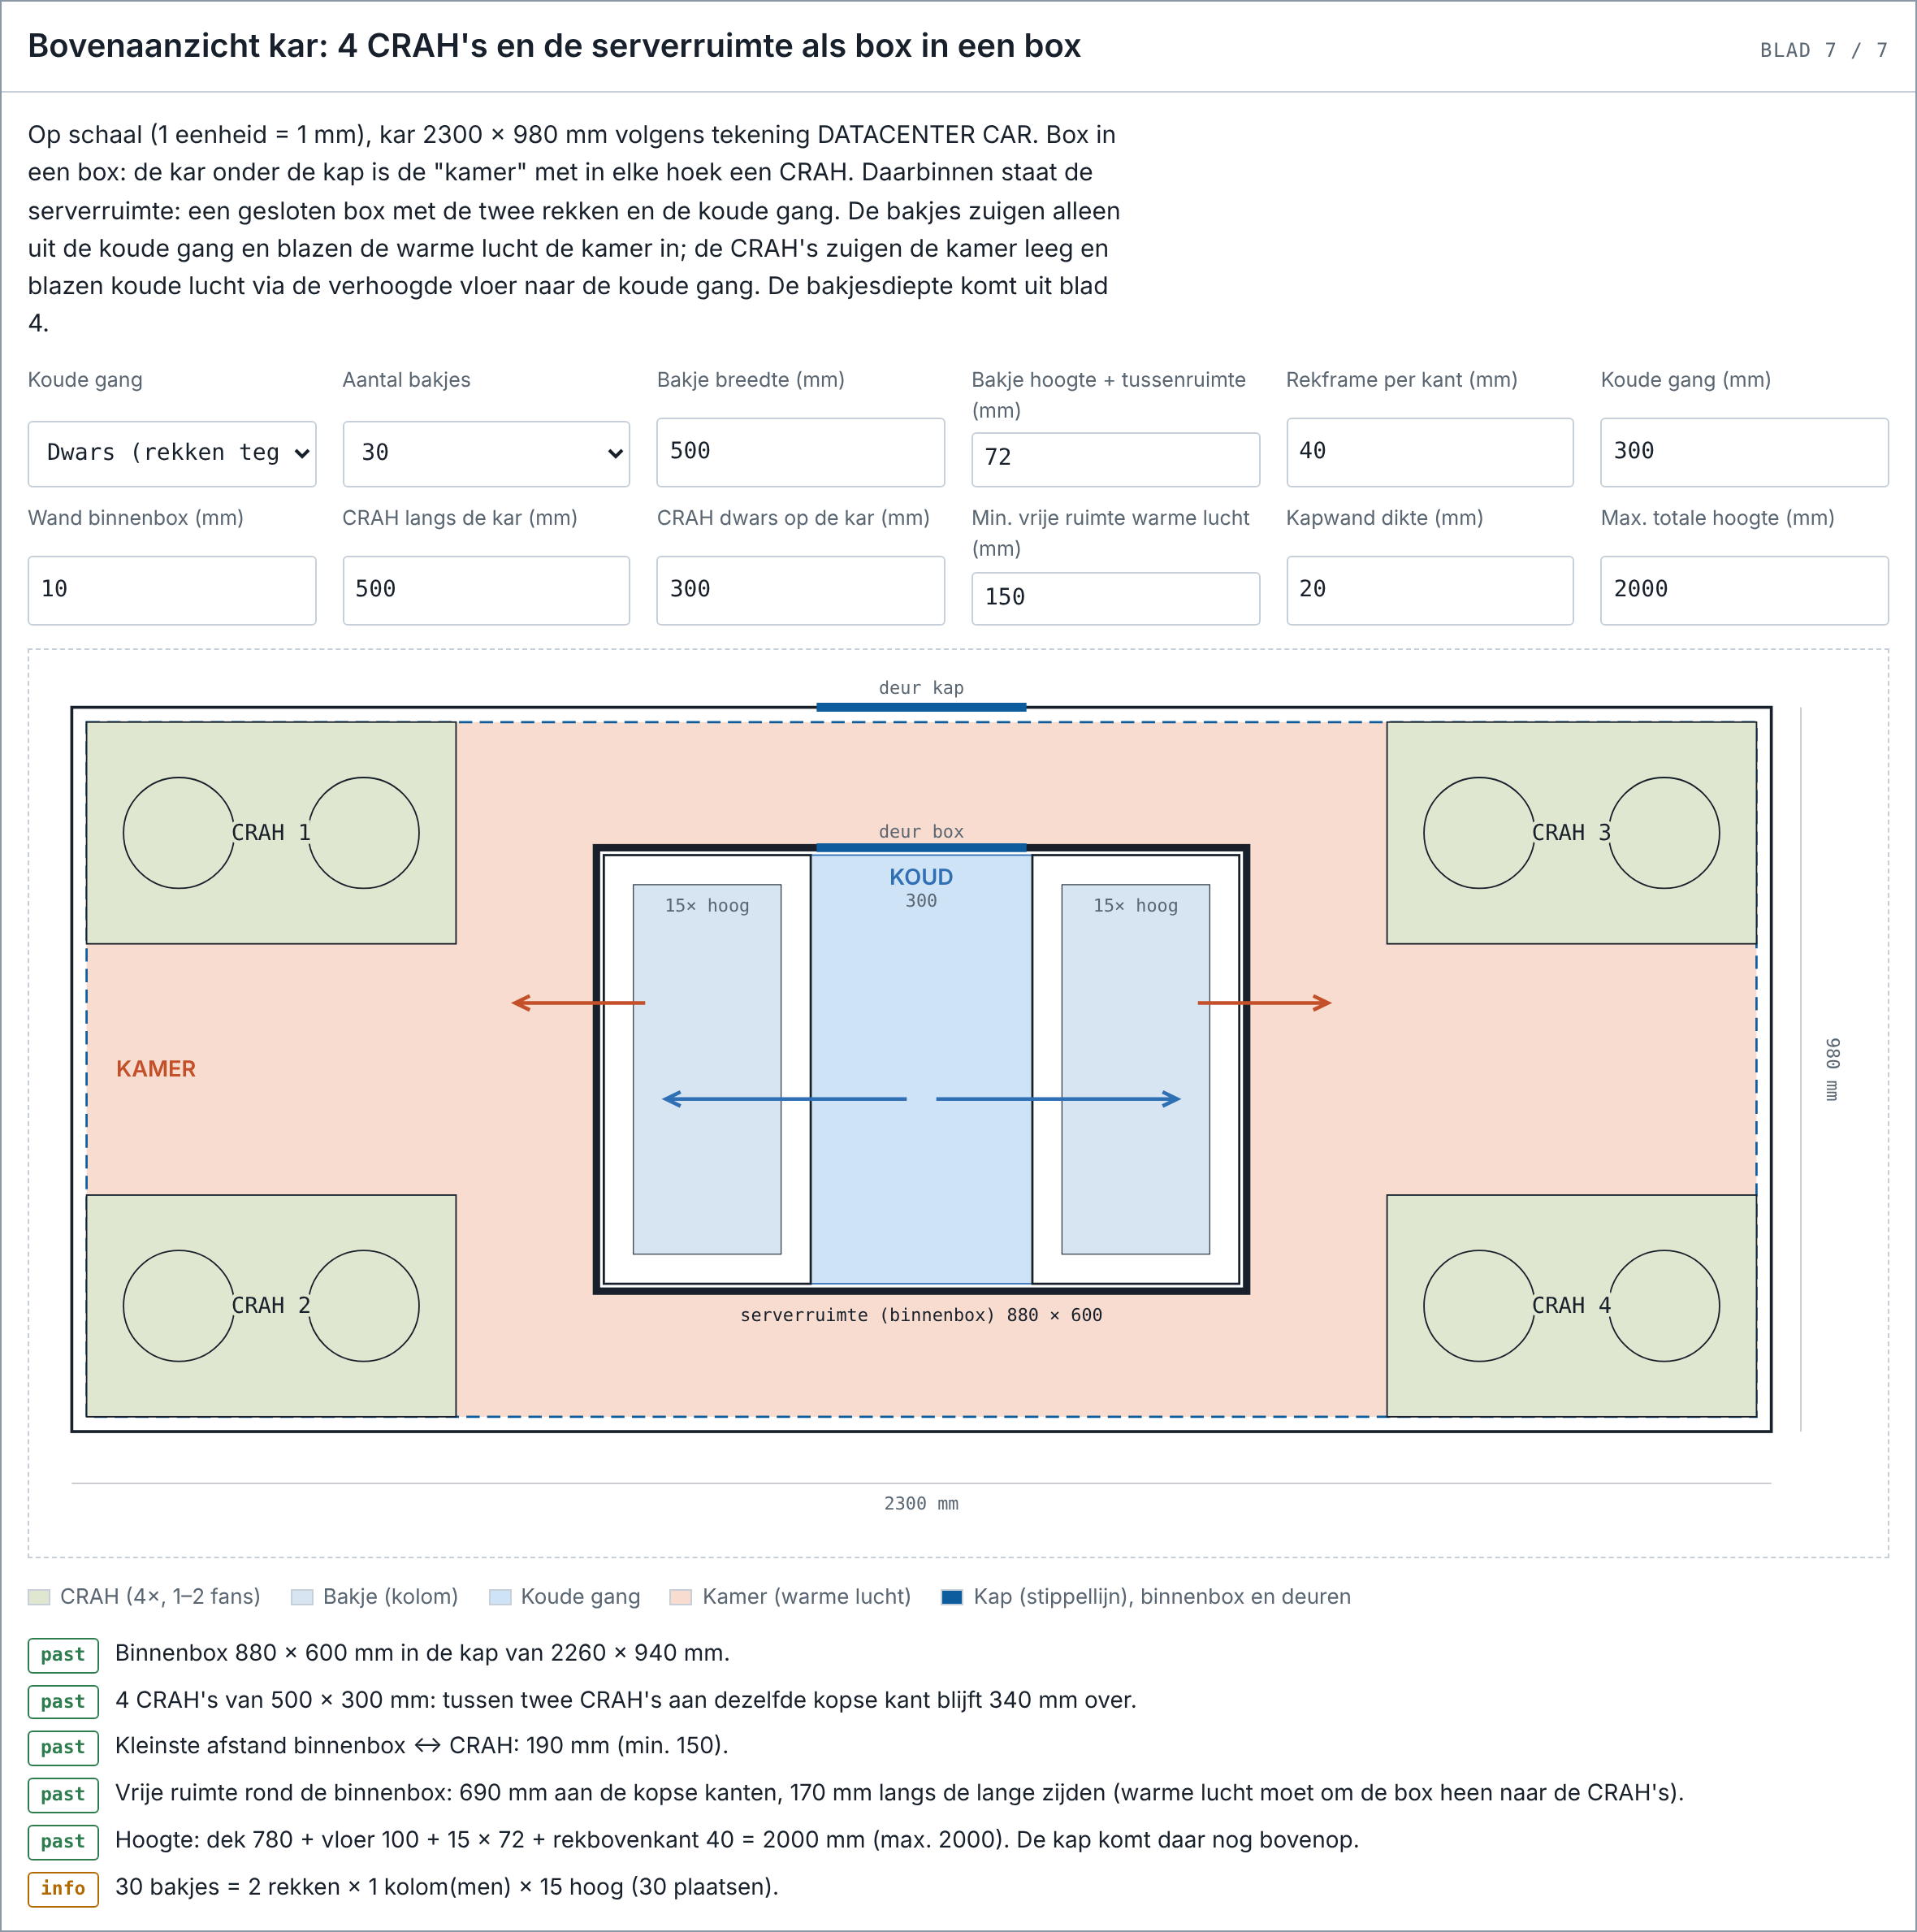 Bovenaanzicht kar: 4 CRAH's en de serverruimte als box in een box
BLAD 7 / 7
Op schaal (1 eenheid = 1 mm), kar 2300 × 980 mm volgens tekening DATACENTER CAR. Box in
een box: de kar onder de kap is de "kamer" met in elke hoek een CRAH. Daarbinnen staat de
serverruimte: een gesloten box met de twee rekken en de koude gang. De bakjes zuigen alleen
uit de koude gang en blazen de warme lucht de kamer in; de CRAH's zuigen de kamer leeg en
blazen koude lucht via de verhoogde vloer naar de koude gang. De bakjesdiepte komt uit blad
4.
Koude gang
Aantal bakjes
Bakje breedte (mm)
Bakje hoogte + tussenruimte
(mm)
Rekframe per kant (mm)
Koude gang (mm)
Dwars (rekken teg
30
500
72
40
300
Wand binnenbox (mm)
CRAH langs de kar (mm)
CRAH dwars op de kar (mm)
Min. vrije ruimte warme lucht
(mm)
Kapwand dikte (mm)
Max. totale hoogte (mm)
10
500
300
150
20
2000
deur kap
CRAH 1
CRAH 3
deur box
KOUD
300
15× hoog
15× hoog
KAMER
980 mm
CRAH 2
CRAH 4
serverruimte (binnenbox) 880 × 600
2300 mm
CRAH (4×, 1–2 fans)
Bakje (kolom)
Koude gang
Kamer (warme lucht)
Kap (stippellijn), binnenbox en deuren
past Binnenbox 880 × 600 mm in de kap van 2260 × 940 mm.
past 4 CRAH's van 500 × 300 mm: tussen twee CRAH's aan dezelfde kopse kant blijft 340 mm over.
past Kleinste afstand binnenbox ↔ CRAH: 190 mm (min. 150).
past Vrije ruimte rond de binnenbox: 690 mm aan de kopse kanten, 170 mm langs de lange zijden (warme lucht moet om de box heen naar de CRAH's).
past Hoogte: dek 780 + vloer 100 + 15 × 72 + rekbovenkant 40 = 2000 mm (max. 2000). De kap komt daar nog bovenop.
info 30 bakjes = 2 rekken × 1 kolom(men) × 15 hoog (30 plaatsen).